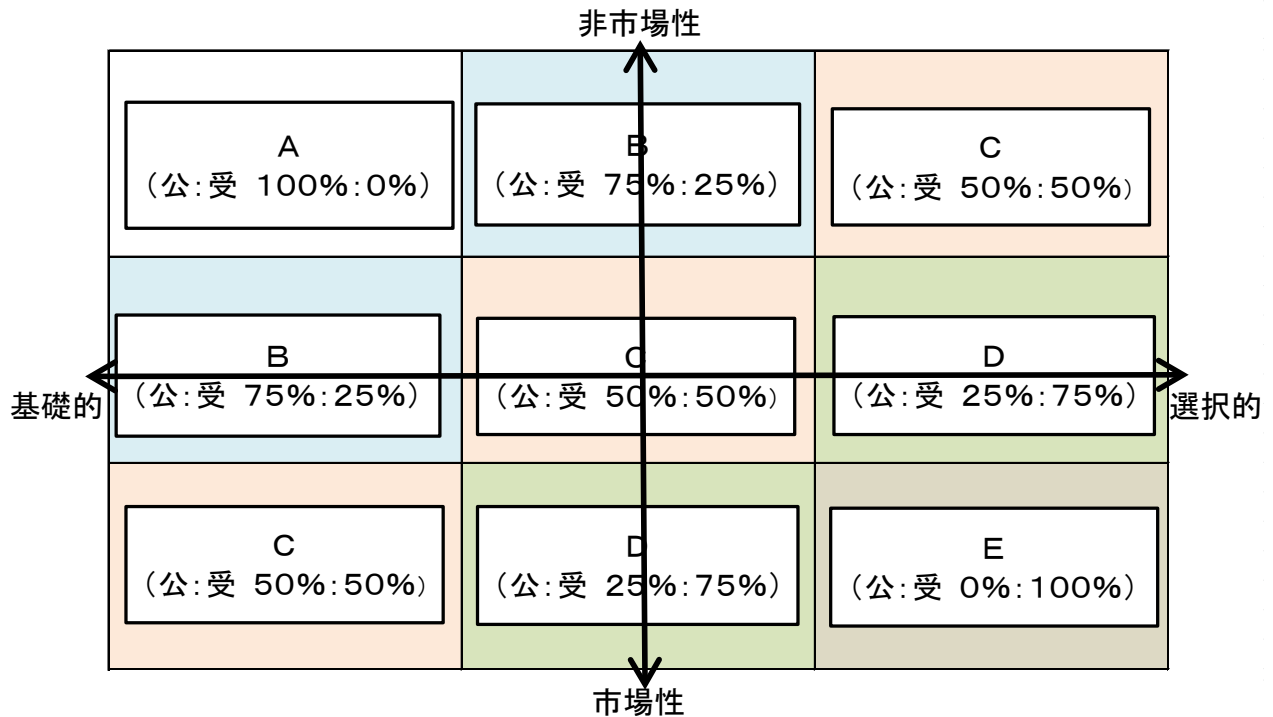 非市場性
A
（公:受 100%:0%）
B
（公:受 75%:25%）
C
（公:受 50%:50%）
B
（公:受 75%:25%）
C
（公:受 50%:50%）
D
（公:受 25%:75%）
基礎的
選択的
C
（公:受 50%:50%）
D
（公:受 25%:75%）
E
（公:受 0%:100%）
市場性